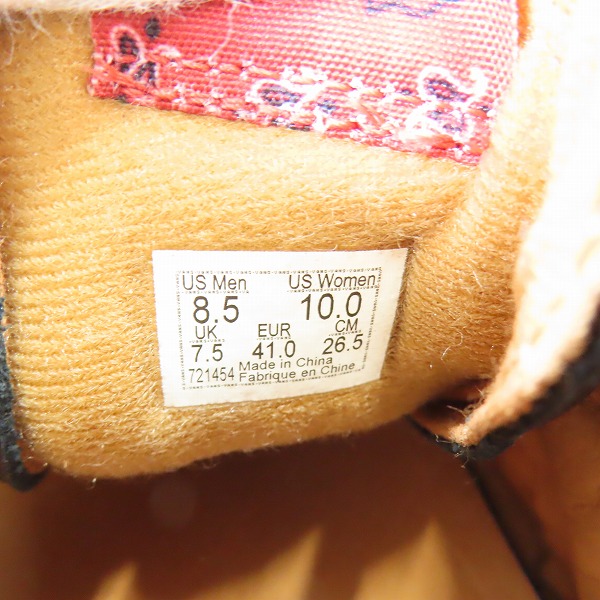 US Men US Women
8.5 10.0
UK EUR CM
7.5 41.0 26.5
721454 Made in China
Fabrique en Chine